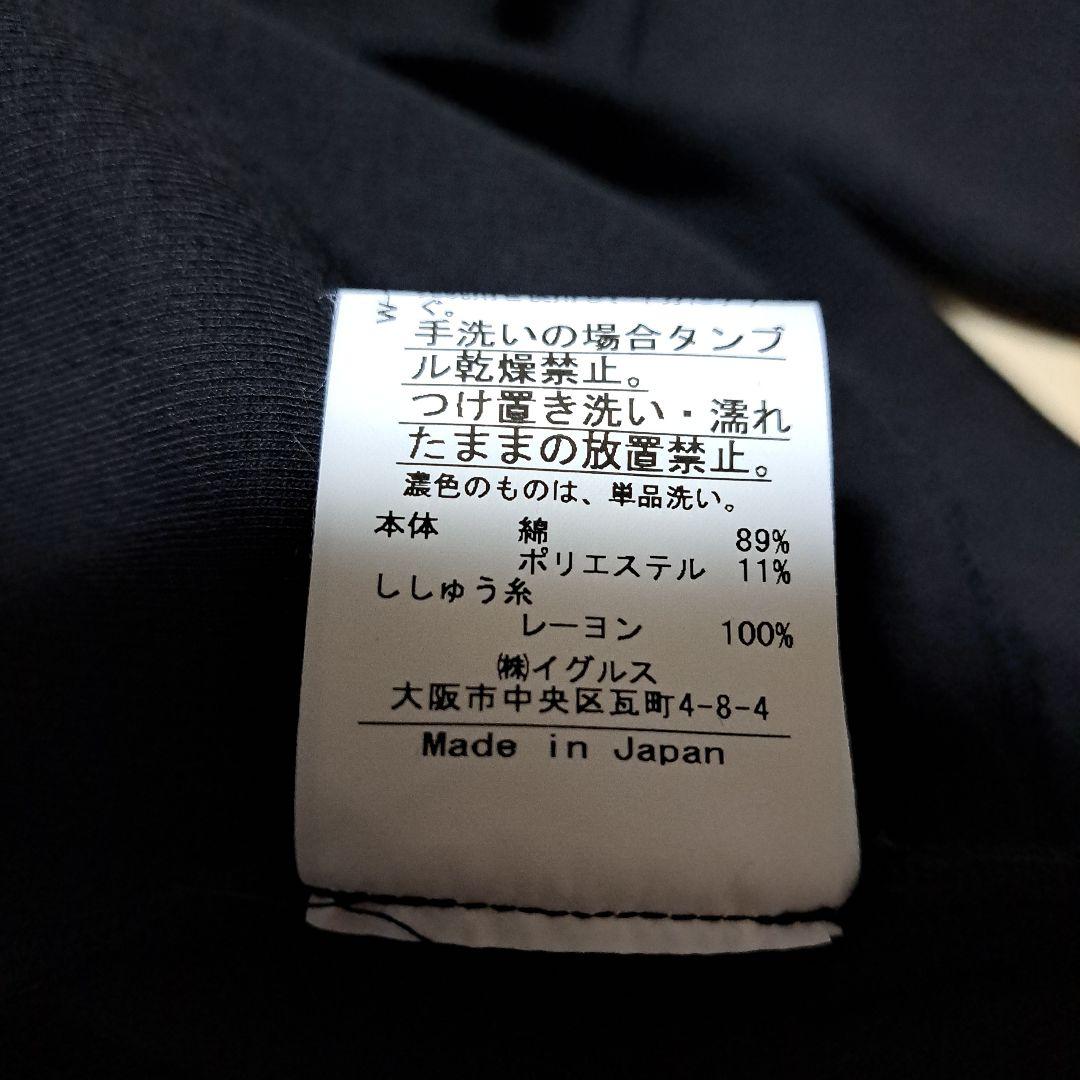 ぐ。
手洗いの場合タンブ
ル乾燥禁止。
つけ置き洗い・濡れ
たままの放置禁止。
濃色のものは、単品洗い。
本体 綿 89%
ポリエステル 11%
ししゅう糸
レーヨン 100%
㈱イグルス
大阪市中央区瓦町4-8-4
Made in Japan